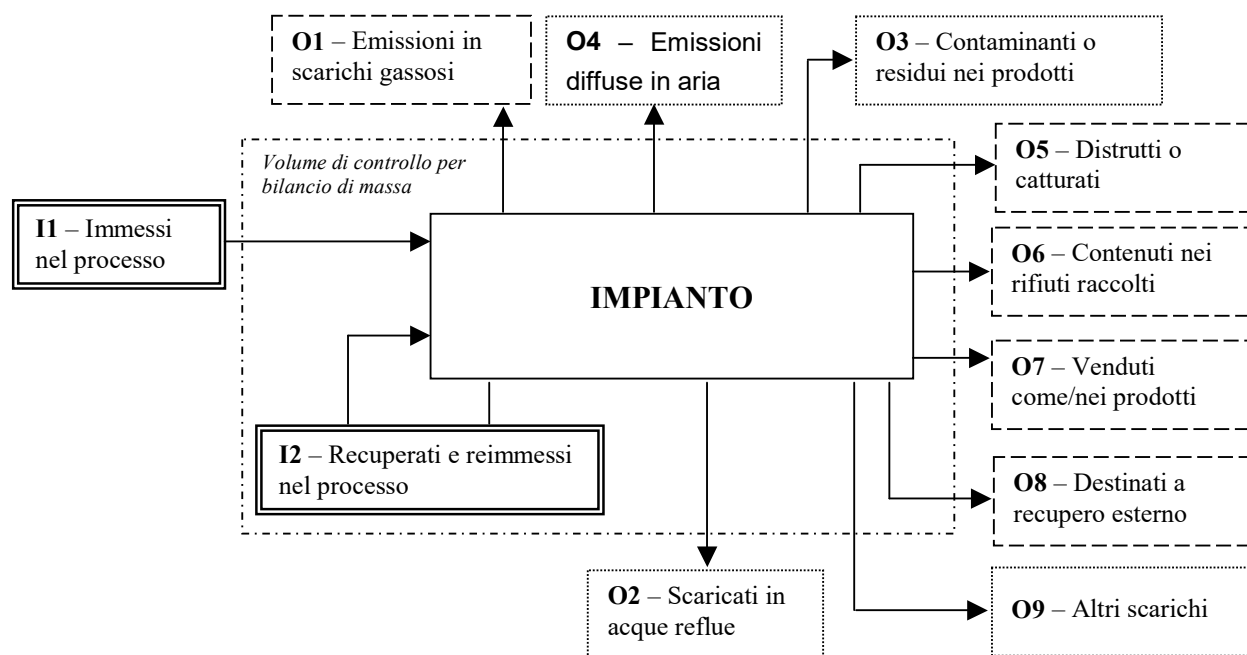 O1 – Emissioni in
scarichi gassosi
O4 – Emissioni
diffuse in aria
O3 – Contaminanti o
residui nei prodotti
Volume di controllo per
bilancio di massa
O5 – Distrutti o
catturati
I1 – Immessi
nel processo
O6 – Contenuti nei
rifiuti raccolti
IMPIANTO
O7 – Venduti
come/nei prodotti
I2 – Recuperati e reimmessi
nel processo
O8 – Destinati a
recupero esterno
O2 – Scaricati in
acque reflue
O9 – Altri scarichi